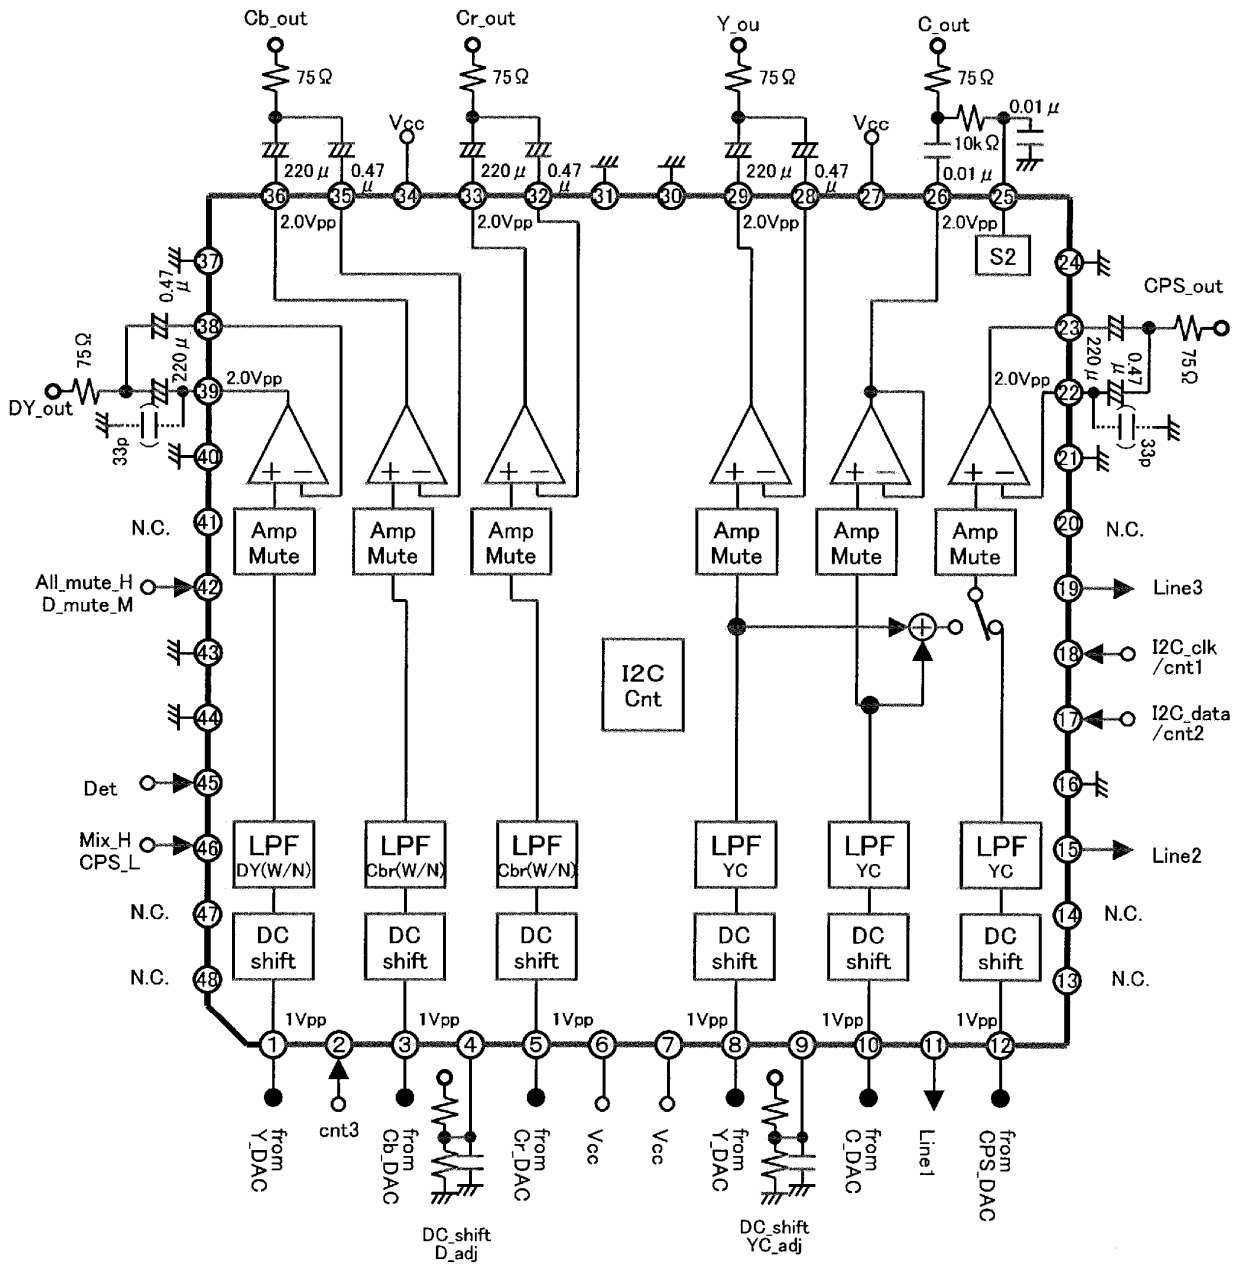 Cb_out
Cr_out
Y_ou
C_out
75Ω
75Ω
75Ω
75Ω
0.01μ
10kΩ
Vcc
Vcc
220μ
0.47μ
220μ
0.47μ
220μ
0.47μ
0.01μ
36
35
34
33
32
31
30
29
28
27
26
25
2.0Vpp
2.0Vpp
2.0Vpp
2.0Vpp
S2
37
24
0.47μ
CPS_out
38
23
75Ω
220μ
220μ
0.47μ
75Ω
39
2.0Vpp
2.0Vpp
22
DY_out
33p
33p
40
21
+ −
+ −
+ −
+ −
+ −
+ −
N.C.
41
20
N.C.
Amp Mute
Amp Mute
Amp Mute
Amp Mute
Amp Mute
Amp Mute
All_mute_H
D_mute_M
42
19
Line3
+
43
18
I2C_clk
/cnt1
I2C
Cnt
44
17
I2C_data
/cnt2
Det
45
16
Mix_H
CPS_L
46
15
Line2
LPF DY(W/N)
LPF Cbr(W/N)
LPF Cbr(W/N)
LPF YC
LPF YC
LPF YC
N.C.
47
14
N.C.
DC shift
DC shift
DC shift
DC shift
DC shift
DC shift
N.C.
48
13
N.C.
1Vpp
1Vpp
1Vpp
1Vpp
1Vpp
1Vpp
1
2
3
4
5
6
7
8
9
10
11
12
from Y_DAC
cnt3
from Cb_DAC
from Cr_DAC
Vcc
Vcc
from Y_DAC
from C_DAC
Line1
from CPS_DAC
DC_shift
D_adj
DC_shift
YC_adj